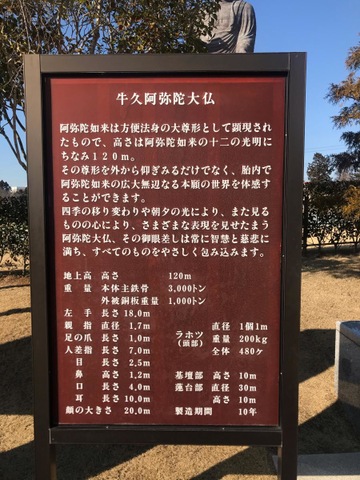 牛久阿弥陀大仏
阿弥陀如来は方便法身の大尊形として顕現され
たもので、高さは阿弥陀如来の十二の光明に
ちなみ120m。
その尊形を外から仰ぎみるだけでなく、胎内で
阿弥陀如来の広大無辺なる本願の世界を体感す
ることができます。
四季の移り変わりや朝夕の光により、また見る
ものの心により、さまざまな表現を見せたまう
阿弥陀大仏、その御眼差しは常に智慧と慈悲に
満ち、すべてのものをやさしく包み込みます。
地上高 高さ 120m
重量 本体主鉄骨 3,000トン
外被銅板重量 1,000トン
左手 長さ 18.0m
親指 直径 1.7m
足の爪 長さ 1.0m
人差指 長さ 7.0m
目 長さ 2.5m
鼻 高さ 1.2m
口 長さ 4.0m
耳 長さ 10.0m
顔の大きさ 20.0m
ラホツ(頭部) 直径 1個1m
重量 200kg
全体 480ヶ
基壇部 高さ 10m
蓮台部 直径 30m
高さ 10m
製造期間 10年